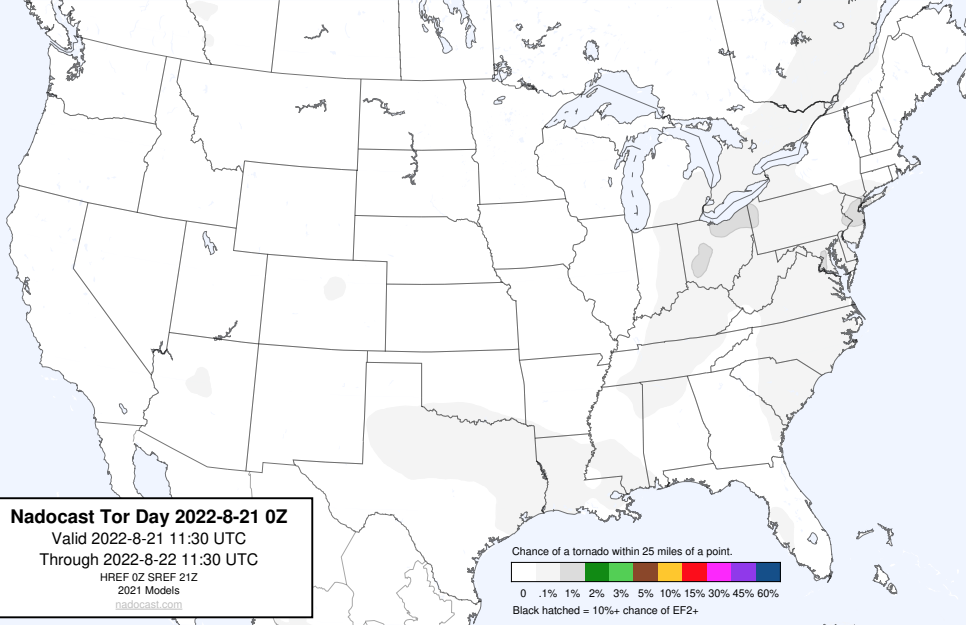 Nadocast Tor Day 2022-8-21 0Z
Valid 2022-8-21 11:30 UTC
Through 2022-8-22 11:30 UTC
HREF 0Z SREF 21Z
2021 Models
nadocast.com
Chance of a tornado within 25 miles of a point.
0 .1% 1% 2% 3% 5% 10% 15% 30% 45% 60%
Black hatched = 10%+ chance of EF2+